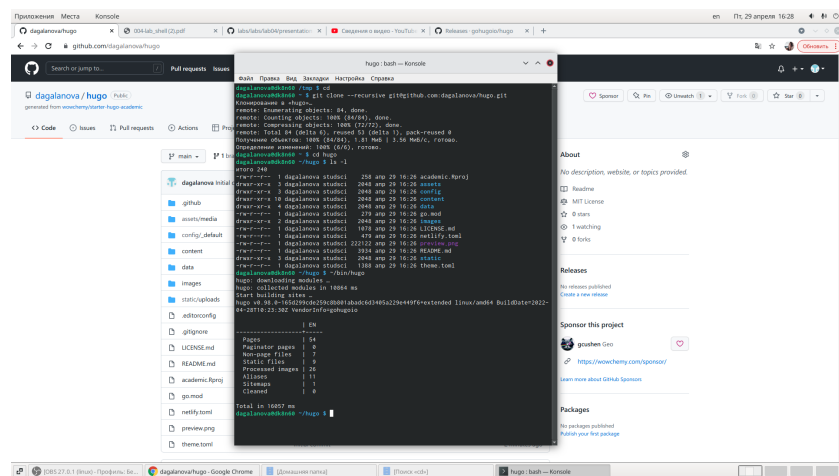 Приложения Места Konsole en Пт, 29 апреля 16:28
dagalanova/hugo 004-lab_shell (2).pdf labs/labs/lab04/presentation Сведения о видео - YouTube Releases · gohugoio/hugo
github.com/dagalanova/hugo Обновить
Search or jump to... Pull requests Issues
dagalanova / hugo Public
generated from wowchemy/starter-hugo-academic
Sponsor Pin Unwatch 1 Fork 0 Star 0
Code Issues Pull requests Actions
main
dagalanova Initial
.github
assets/media
config/_default
content
data
images
static/uploads
.editorconfig
.gitignore
LICENSE.md
README.md
academic.Rproj
go.mod
netlify.toml
preview.png
theme.toml
hugo : bash — Konsole
Файл Правка Вид Закладки Настройка Справка
dagalanova@dk8n60 /tmp $ cd
dagalanova@dk8n60 ~ $ git clone --recursive git@github.com:dagalanova/hugo.git
Клонирование в «hugo»…
remote: Enumerating objects: 84, done.
remote: Counting objects: 100% (84/84), done.
remote: Compressing objects: 100% (72/72), done.
remote: Total 84 (delta 6), reused 53 (delta 1), pack-reused 0
Получение объектов: 100% (84/84), 1.81 МиБ | 3.56 МиБ/с, готово.
Определение изменений: 100% (6/6), готово.
dagalanova@dk8n60 ~ $ cd hugo
dagalanova@dk8n60 ~/hugo $ ls -l
итого 240
-rw-r--r-- 1 dagalanova studsci 258 апр 29 16:26 academic.Rproj
drwxr-xr-x 3 dagalanova studsci 2048 апр 29 16:26 assets
drwxr-xr-x 3 dagalanova studsci 2048 апр 29 16:26 config
drwxr-xr-x 10 dagalanova studsci 2048 апр 29 16:26 content
drwxr-xr-x 4 dagalanova studsci 2048 апр 29 16:26 data
-rw-r--r-- 1 dagalanova studsci 279 апр 29 16:26 go.mod
drwxr-xr-x 2 dagalanova studsci 2048 апр 29 16:26 images
-rw-r--r-- 1 dagalanova studsci 1078 апр 29 16:26 LICENSE.md
-rw-r--r-- 1 dagalanova studsci 479 апр 29 16:26 netlify.toml
-rw-r--r-- 1 dagalanova studsci 222122 апр 29 16:26 preview.png
-rw-r--r-- 1 dagalanova studsci 3934 апр 29 16:26 README.md
drwxr-xr-x 3 dagalanova studsci 2048 апр 29 16:26 static
-rw-r--r-- 1 dagalanova studsci 1388 апр 29 16:26 theme.toml
dagalanova@dk8n60 ~/hugo $ ~/bin/hugo
hugo: downloading modules …
hugo: collected modules in 10864 ms
Start building sites …
hugo v0.98.0-165d299cde259c8b801abadc6d3405a229e449f6+extended linux/amd64 BuildDate=2022-
04-28T10:23:30Z VendorInfo=gohugoio
| EN
-------------------+-----
Pages | 54
Paginator pages | 0
Non-page files | 7
Static files | 9
Processed images | 26
Aliases | 11
Sitemaps | 1
Cleaned | 0
Total in 16057 ms
dagalanova@dk8n60 ~/hugo $
About
No description, website, or topics provided.
Readme
MIT License
0 stars
1 watching
0 forks
Releases
No releases published
Create a new release
Sponsor this project
gcushen Geo
https://wowchemy.com/sponsor/
Learn more about GitHub Sponsors
Packages
No packages published
Publish your first package
[OBS 27.0.1 (linux) - Профиль: Бе... dagalanova/hugo - Google Chrome [Домашняя папка] [Поиск «cd»] hugo : bash — Konsole